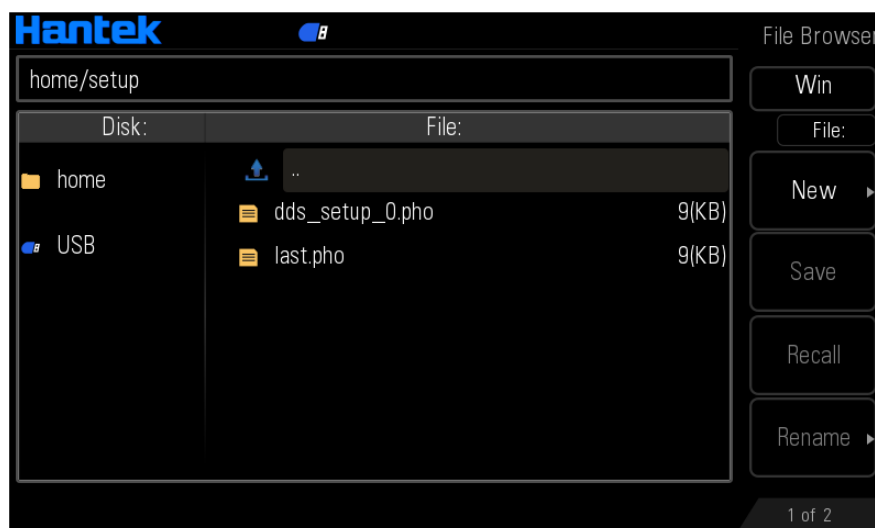 Hantek
File Browser
home/setup
Win
Disk:
File:
File:
home
..
New
dds_setup_0.pho
9(KB)
USB
last.pho
9(KB)
Save
Recall
Rename
1 of 2